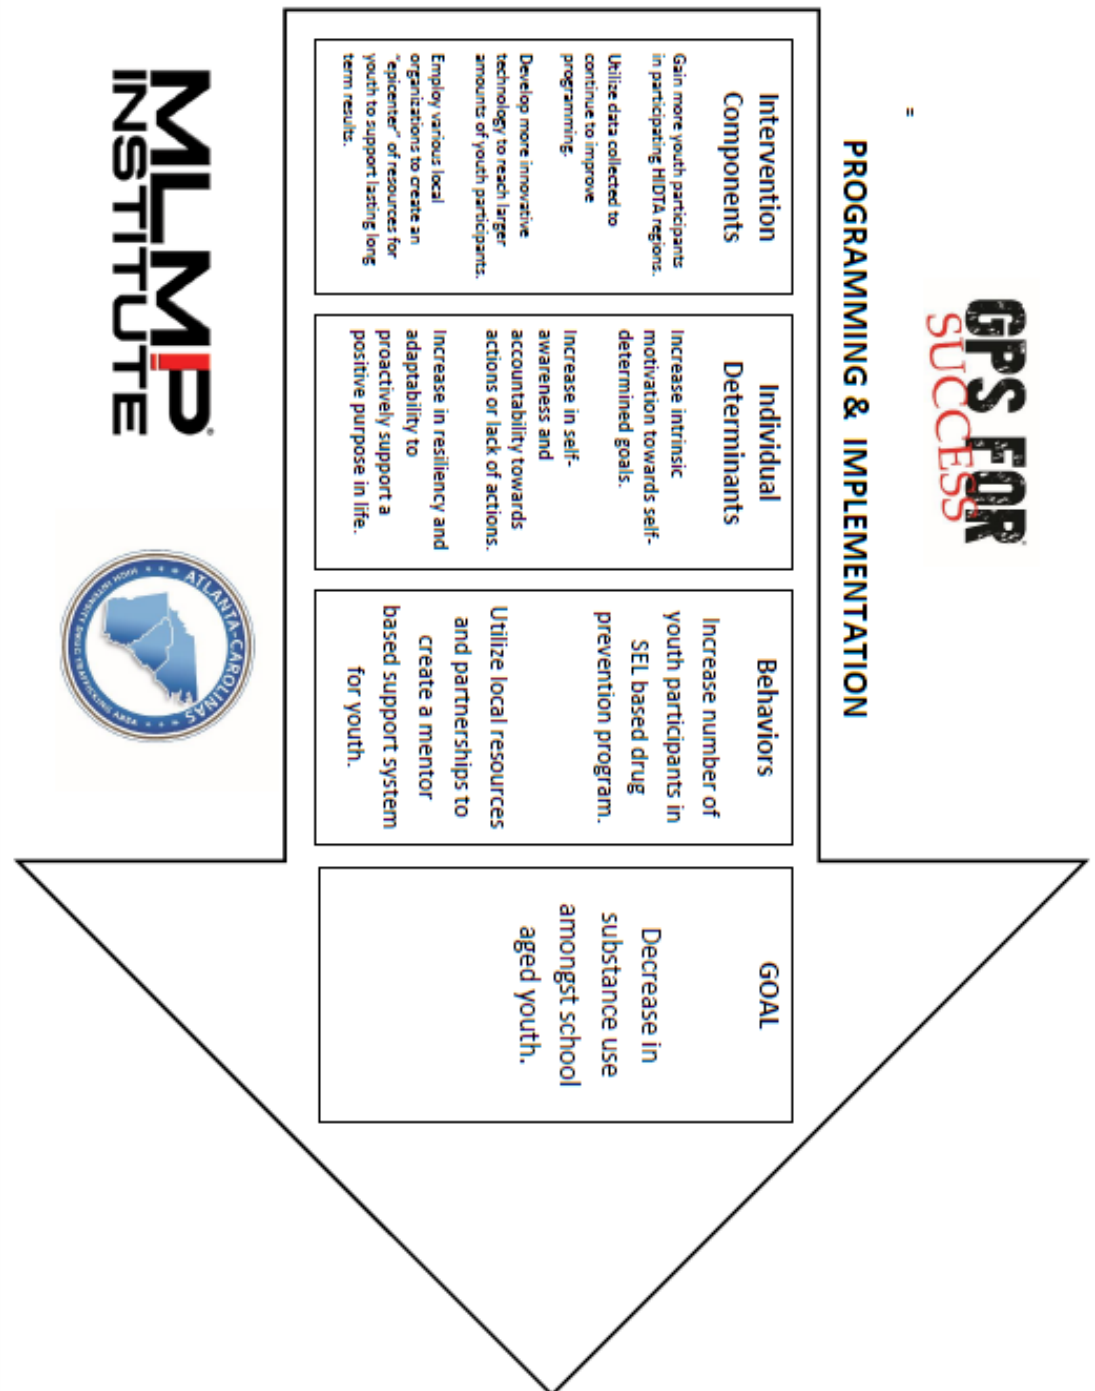 GPS FOR
SUCCESS
=
PROGRAMMING & IMPLEMENTATION
Intervention
Components
Gain more youth participants
in participating HIDTA regions.
Utilize data collected to
continue to improve
programming.
Develop more innovative
technology to reach larger
amounts of youth participants.
Employ various local
organizations to create an
"epicenter" of resources for
youth to support lasting long
term results.
Individual
Determinants
Increase intrinsic
motivation towards self-
determined goals.
Increase in self-
awareness and
accountability towards
actions or lack of actions.
Increase in resiliency and
adaptability to
proactively support a
positive purpose in life.
Behaviors
Increase number of
youth participants in
SEL based drug
prevention program.
Utilize local resources
and partnerships to
create a mentor
based support system
for youth.
GOAL
Decrease in
substance use
amongst school
aged youth.
MLMP
INSTITUTE
ATLANTA-CAROLINAS
HIGH INTENSITY DRUG TRAFFICKING AREA